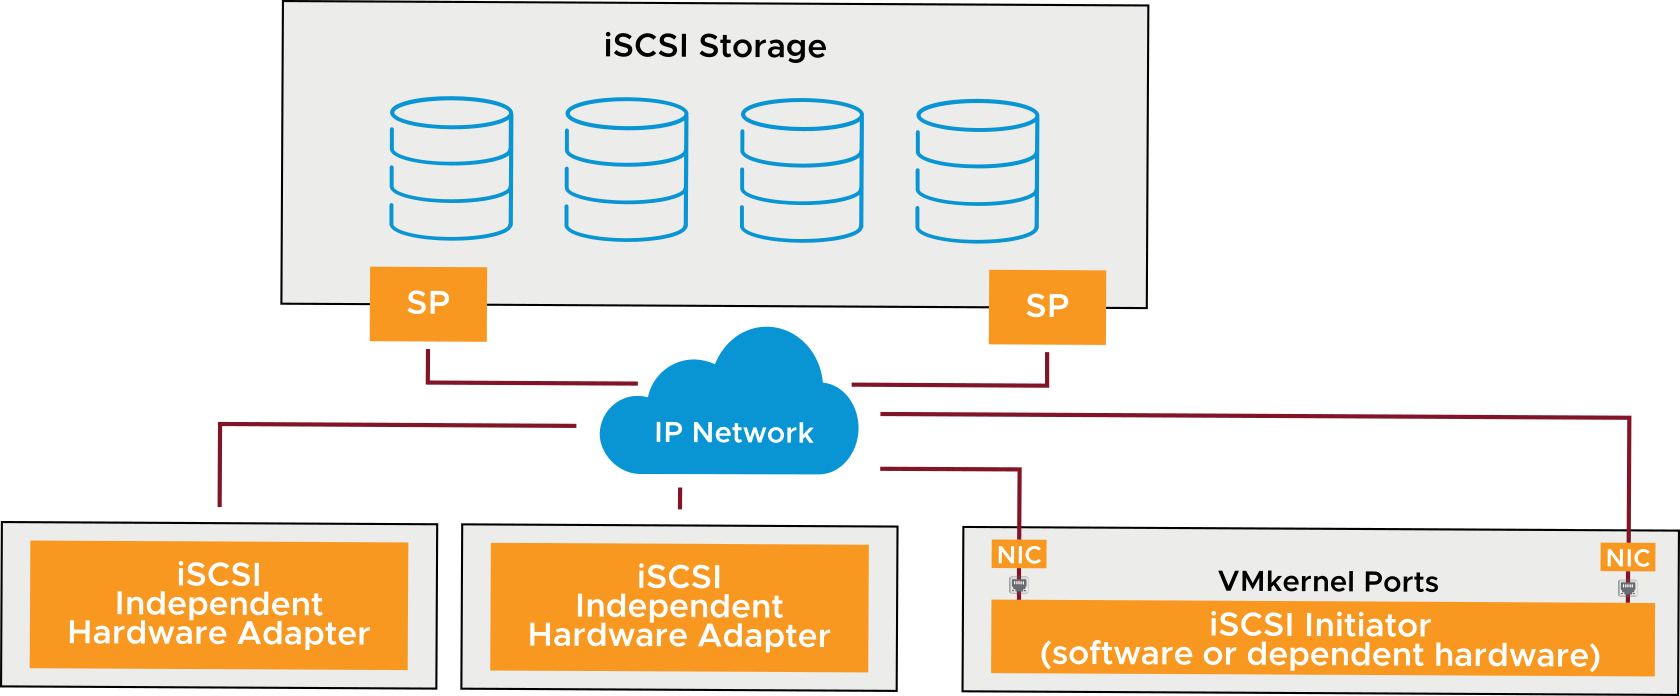 iSCSI Storage
SP
SP
IP Network
iSCSI
Independent
Hardware Adapter
iSCSI
Independent
Hardware Adapter
NIC
NIC
VMkernel Ports
iSCSI Initiator
(software or dependent hardware)